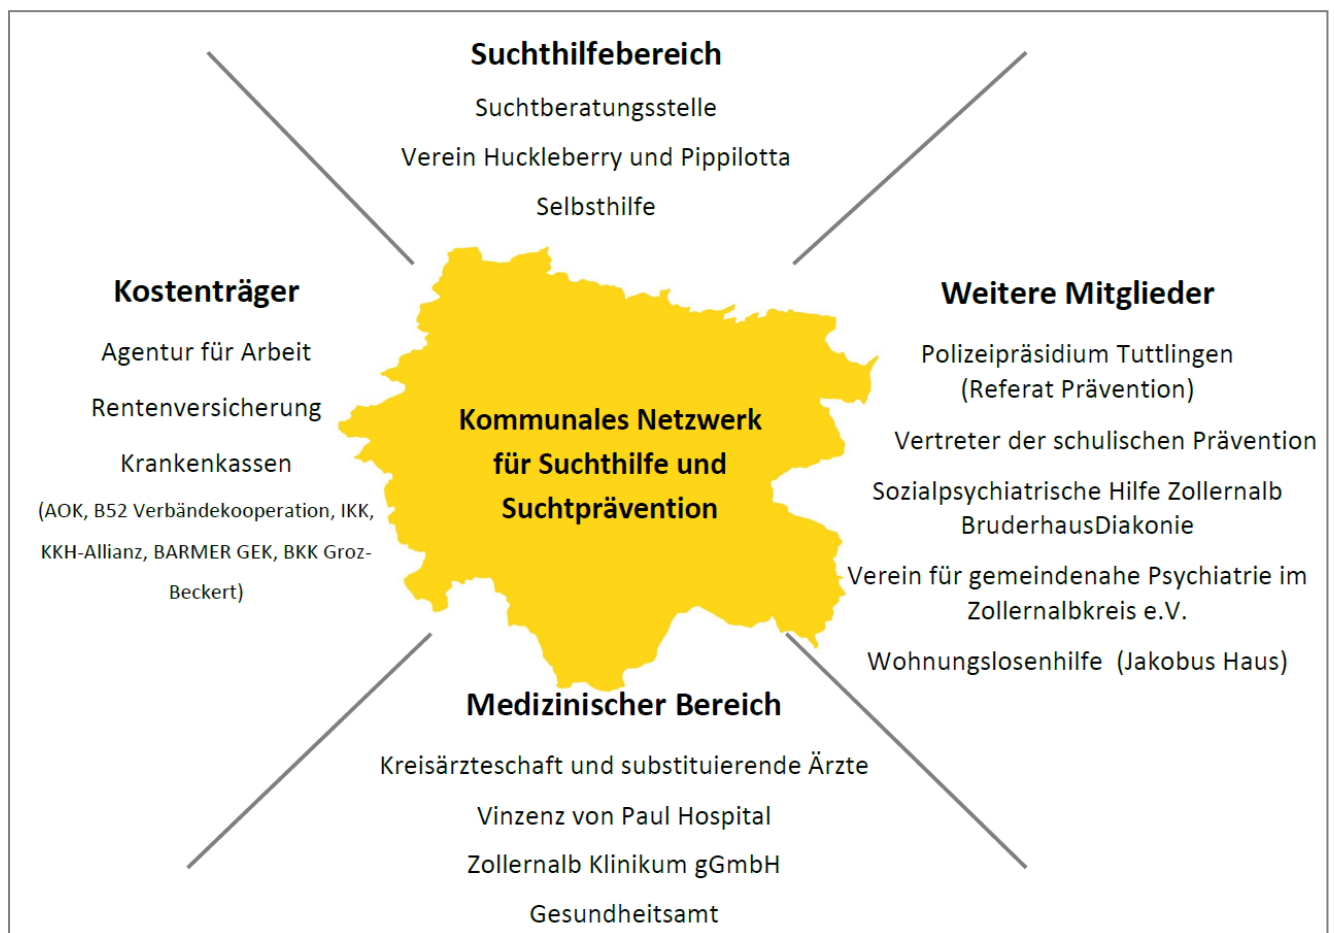 Suchthilfebereich
Suchtberatungsstelle
Verein Huckleberry und Pippilotta
Selbsthilfe
Kostenträger
Agentur für Arbeit
Rentenversicherung
Krankenkassen
(AOK, B52 Verbändekooperation, IKK,
KKH-Allianz, BARMER GEK, BKK Groz-
Beckert)
Kommunales Netzwerk
für Suchthilfe und
Suchtprävention
Weitere Mitglieder
Polizeipräsidium Tuttlingen
(Referat Prävention)
Vertreter der schulischen Prävention
Sozialpsychiatrische Hilfe Zollernalb
BruderhausDiakonie
Verein für gemeindenahe Psychiatrie im
Zollernalbkreis e.V.
Wohnungslosenhilfe (Jakobus Haus)
Medizinischer Bereich
Kreisärzteschaft und substituierende Ärzte
Vinzenz von Paul Hospital
Zollernalb Klinikum gGmbH
Gesundheitsamt